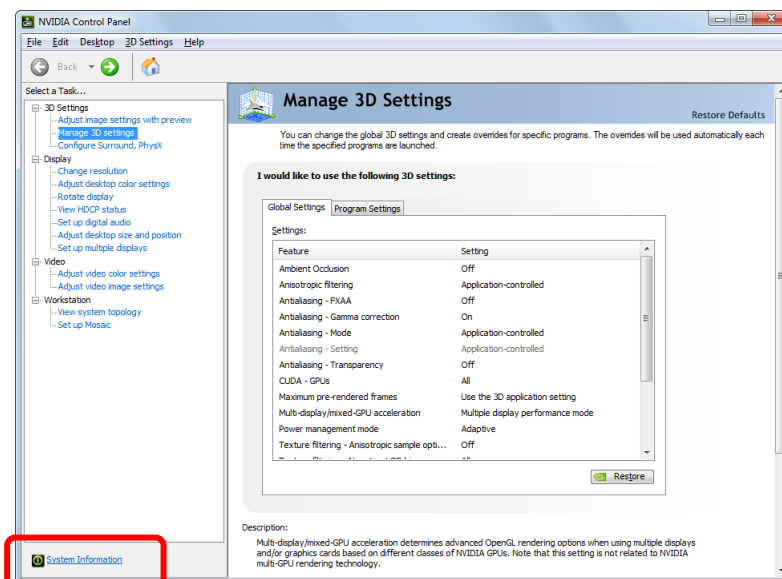 NVIDIA Control Panel
File Edit Desktop 3D Settings Help
Back
Select a Task...
3D Settings
Adjust image settings with preview
Manage 3D settings
Configure Surround, PhysX
Display
Change resolution
Adjust desktop color settings
Rotate display
View HDCP status
Set up digital audio
Adjust desktop size and position
Set up multiple displays
Video
Adjust video color settings
Adjust video image settings
Workstation
View system topology
Set up Mosaic
System Information
Manage 3D Settings
Restore Defaults
You can change the global 3D settings and create overrides for specific programs. The overrides will be used automatically each
time the specified programs are launched.
I would like to use the following 3D settings:
Global Settings Program Settings
Settings:
Feature Setting
Ambient Occlusion Off
Anisotropic filtering Application-controlled
Antialiasing - FXAA Off
Antialiasing - Gamma correction On
Antialiasing - Mode Application-controlled
Antialiasing - Setting Application-controlled
Antialiasing - Transparency Off
CUDA - GPUs All
Maximum pre-rendered frames Use the 3D application setting
Multi-display/mixed-GPU acceleration Multiple display performance mode
Power management mode Adaptive
Texture filtering - Anisotropic sample opti... Off
Restore
Description:
Multi-display/mixed-GPU acceleration determines advanced OpenGL rendering options when using multiple displays
and/or graphics cards based on different classes of NVIDIA GPUs. Note that this setting is not related to NVIDIA
multi-GPU rendering technology.